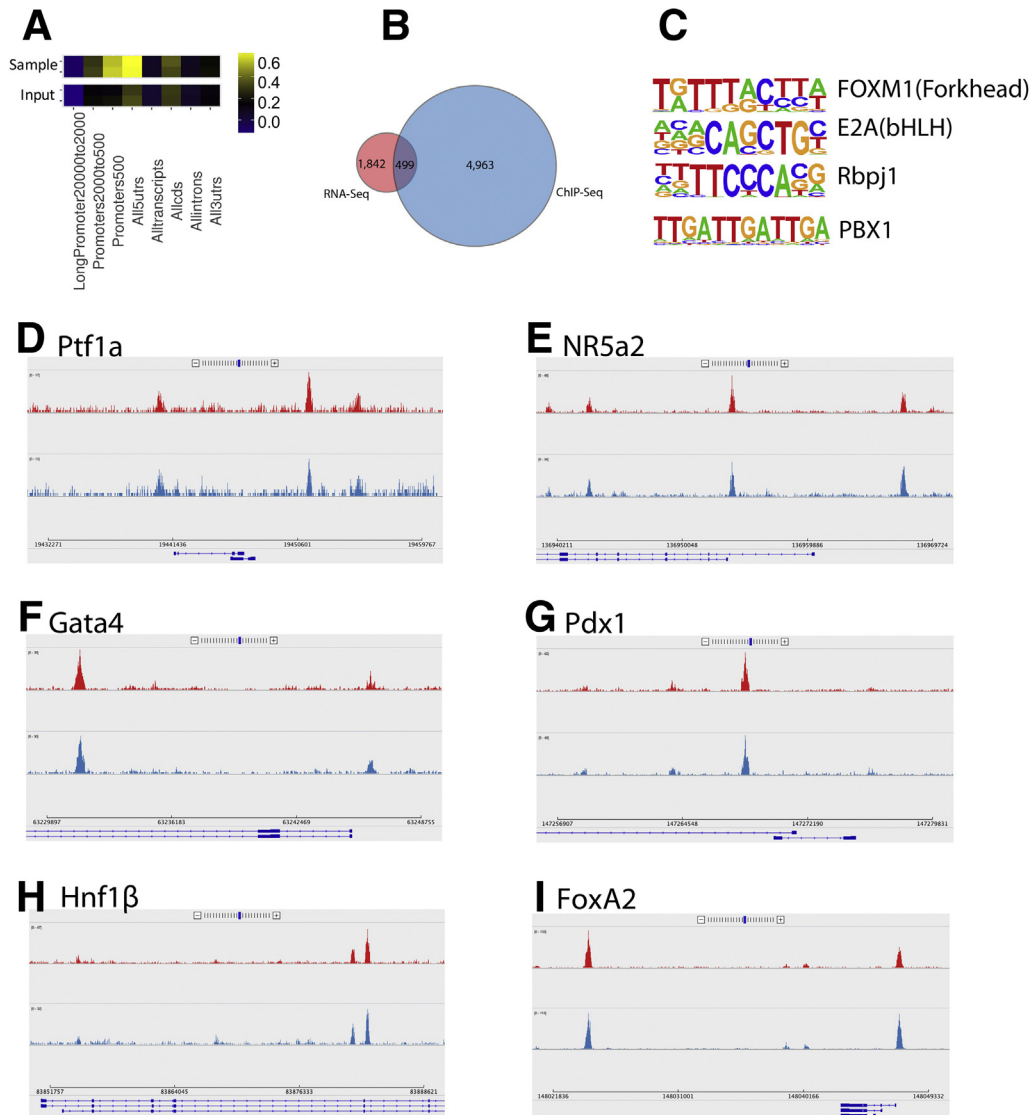 A
B
C
Sample
Input
0.6
0.4
0.2
0.0
LongPromoter20000to2000
Promoters2000to500
Promoters500
All5utrs
Alltranscripts
Allcds
Allintrons
All3utrs
1,842
499
4,963
RNA-Seq
ChIP-Seq
FOXM1(Forkhead)
E2A(bHLH)
Rbpj1
TTGATTGATTGA PBX1
D Ptf1a
19432271 19441436 19450601 19459767
E NR5a2
136940211 136950048 136959886 136969724
F Gata4
63229897 63236183 63242469 63248755
G Pdx1
147256907 147264548 147272190 147279831
H Hnf1β
83851757 83864045 83876333 83888621
I FoxA2
148021836 148031001 148040166 148049332